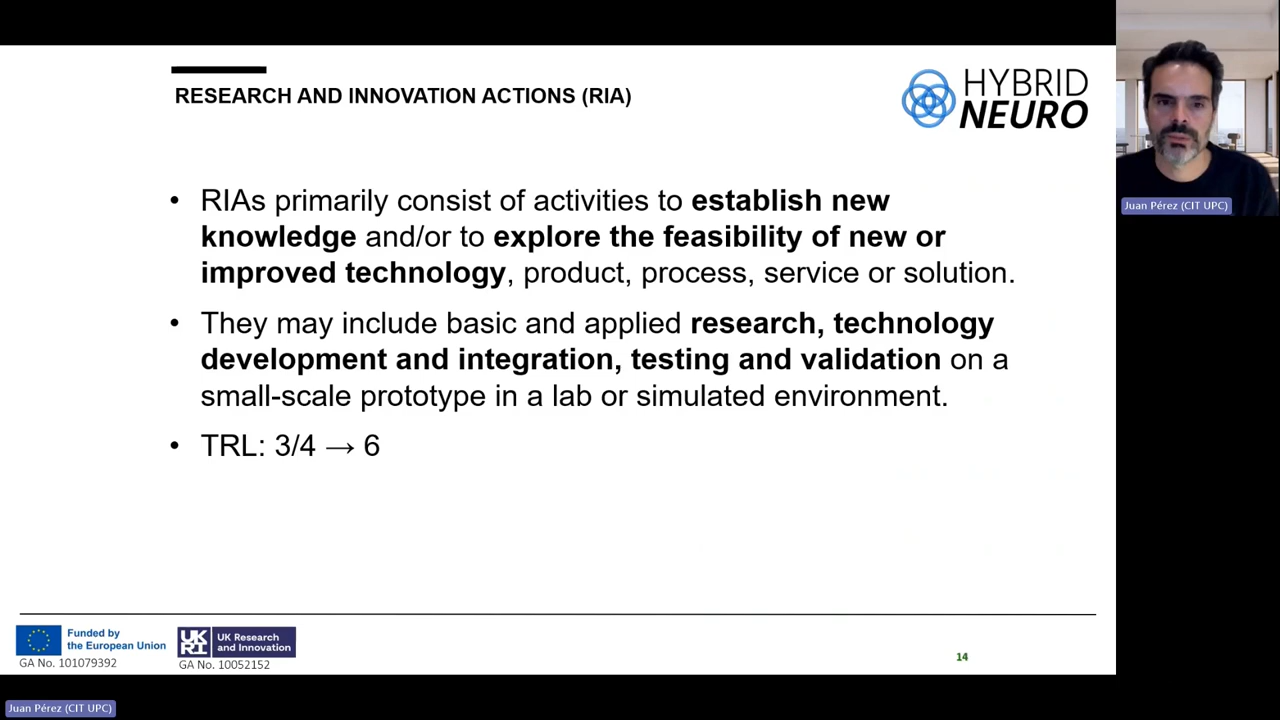 RESEARCH AND INNOVATION ACTIONS (RIA)
HYBRID
NEURO
• RIAs primarily consist of activities to establish new
knowledge and/or to explore the feasibility of new or
improved technology, product, process, service or solution.
• They may include basic and applied research, technology
development and integration, testing and validation on a
small-scale prototype in a lab or simulated environment.
• TRL: 3/4 → 6
Funded by
the European Union
GA No. 101079392
UK
RI
UK Research
and Innovation
GA No. 10052152
14
Juan Pérez (CIT UPC)
Juan Pérez (CIT UPC)